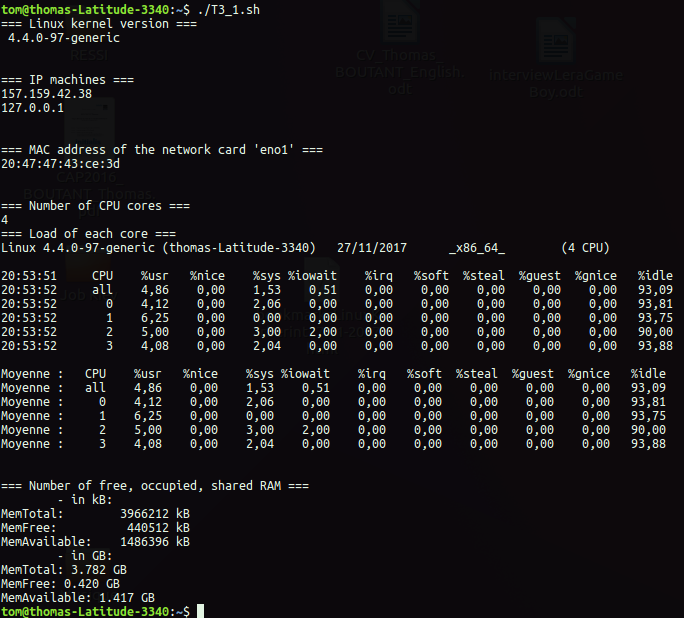 tom@thomas-Latitude-3340:~$ ./T3_1.sh
=== Linux kernel version ===
 4.4.0-97-generic
=== IP machines ===
157.159.42.38
127.0.0.1
=== MAC address of the network card 'eno1' ===
20:47:47:43:ce:3d
=== Number of CPU cores ===
4
=== Load of each core ===
Linux 4.4.0-97-generic (thomas-Latitude-3340)   27/11/2017      _x86_64_        (4 CPU)
20:53:51     CPU    %usr   %nice    %sys %iowait    %irq   %soft  %steal  %guest  %gnice   %idle
20:53:52     all    4,86    0,00    1,53    0,51    0,00    0,00    0,00    0,00    0,00   93,09
20:53:52       0    4,12    0,00    2,06    0,00    0,00    0,00    0,00    0,00    0,00   93,81
20:53:52       1    6,25    0,00    0,00    0,00    0,00    0,00    0,00    0,00    0,00   93,75
20:53:52       2    5,00    0,00    3,00    2,00    0,00    0,00    0,00    0,00    0,00   90,00
20:53:52       3    4,08    0,00    2,04    0,00    0,00    0,00    0,00    0,00    0,00   93,88
Moyenne :    CPU    %usr   %nice    %sys %iowait    %irq   %soft  %steal  %guest  %gnice   %idle
Moyenne :    all    4,86    0,00    1,53    0,51    0,00    0,00    0,00    0,00    0,00   93,09
Moyenne :      0    4,12    0,00    2,06    0,00    0,00    0,00    0,00    0,00    0,00   93,81
Moyenne :      1    6,25    0,00    0,00    0,00    0,00    0,00    0,00    0,00    0,00   93,75
Moyenne :      2    5,00    0,00    3,00    2,00    0,00    0,00    0,00    0,00    0,00   90,00
Moyenne :      3    4,08    0,00    2,04    0,00    0,00    0,00    0,00    0,00    0,00   93,88
=== Number of free, occupied, shared RAM ===
        - in kB:
MemTotal:        3966212 kB
MemFree:          440512 kB
MemAvailable:    1486396 kB
        - in GB:
MemTotal: 3.782 GB
MemFree: 0.420 GB
MemAvailable: 1.417 GB
tom@thomas-Latitude-3340:~$
CV_Thomas_
BOUTANT_English.
odt
InterviewLeraGame
Boy.odt
CAP2016_
BOUTANT_Thomas